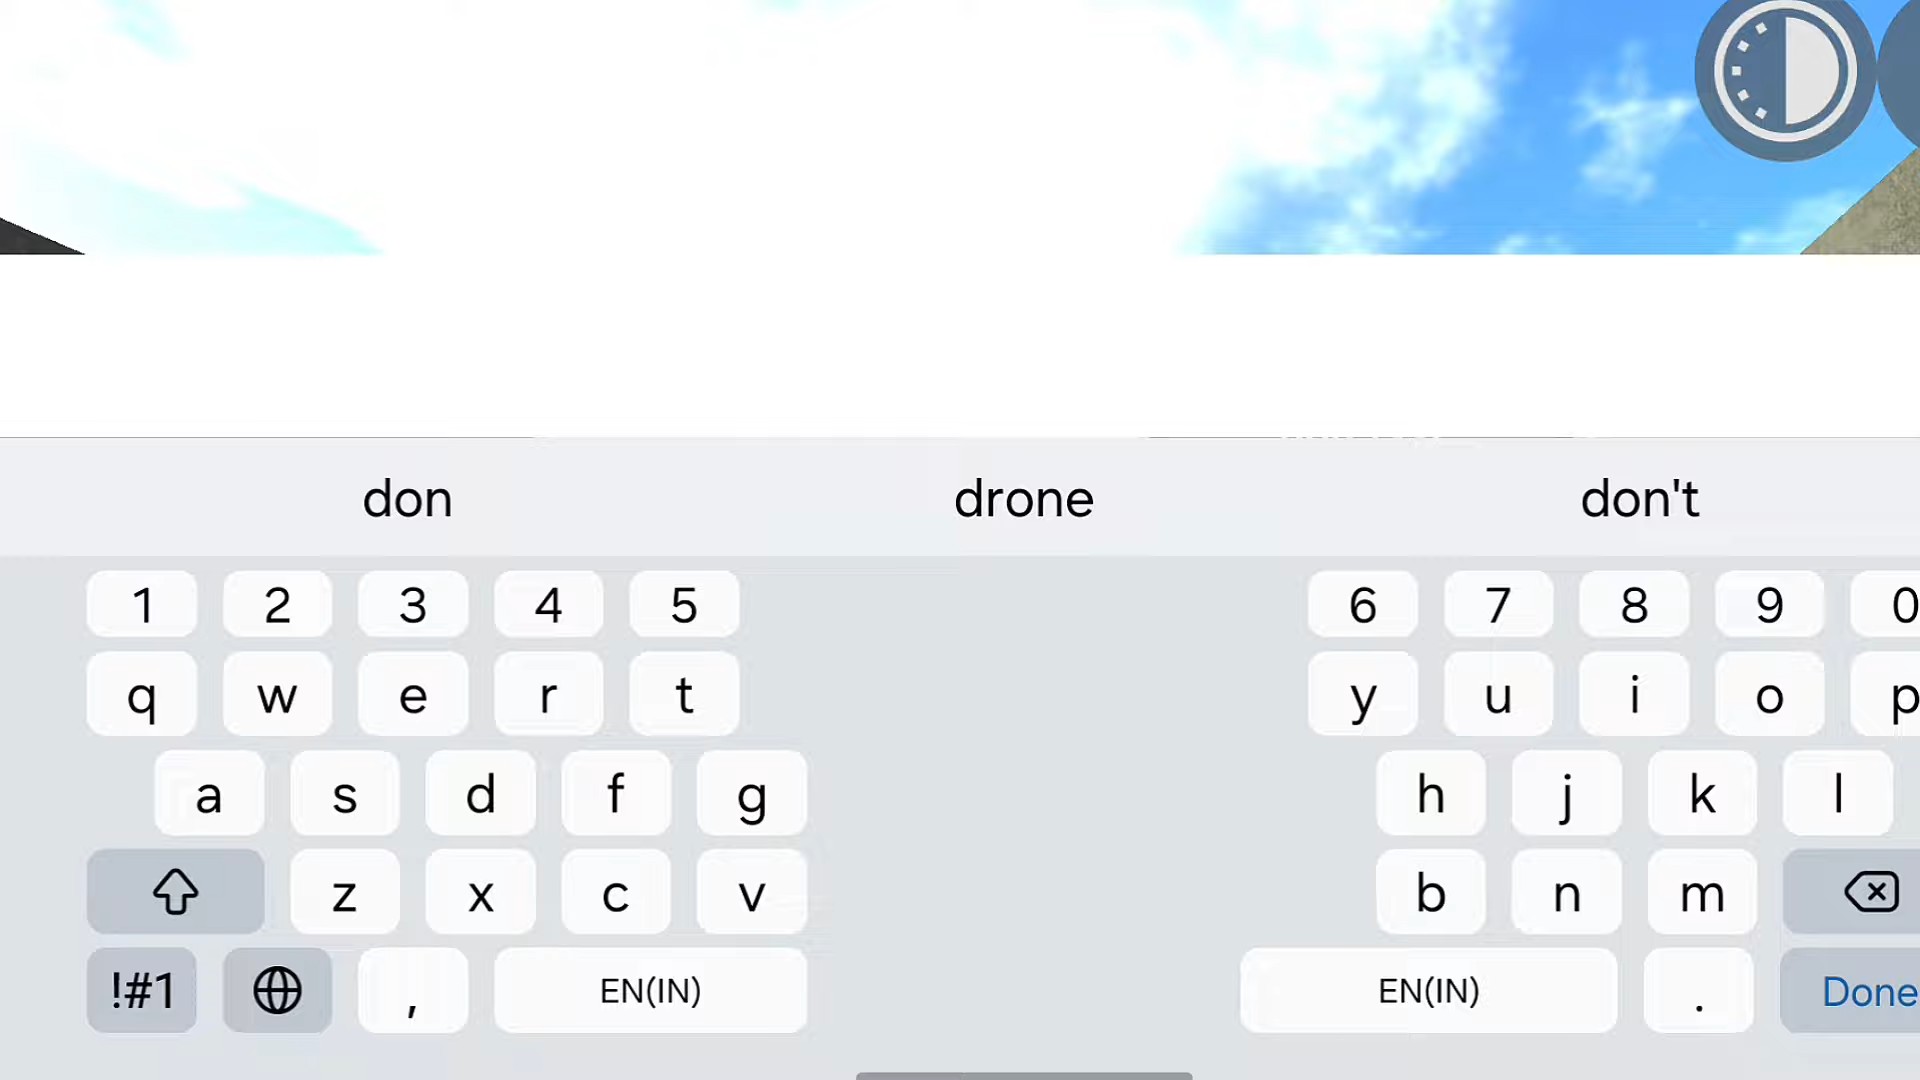 don drone don't
1 2 3 4 5 6 7 8 9 0
q w e r t y u i o p
a s d f g h j k l
z x c v b n m
!#1 , EN(IN) EN(IN) . Done